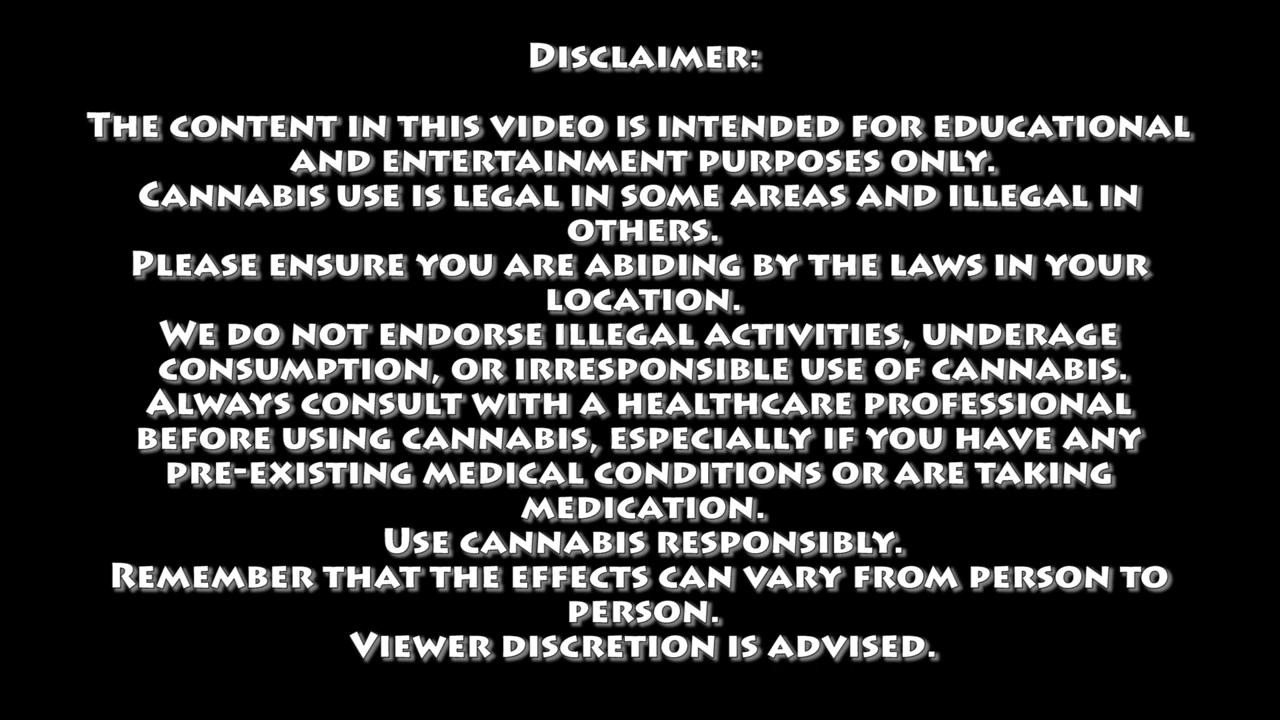 Disclaimer:
The content in this video is intended for educational
and entertainment purposes only.
Cannabis use is legal in some areas and illegal in
others.
Please ensure you are abiding by the laws in your
location.
We do not endorse illegal activities, underage
consumption, or irresponsible use of cannabis.
Always consult with a healthcare professional
before using cannabis, especially if you have any
pre-existing medical conditions or are taking
medication.
Use cannabis responsibly.
Remember that the effects can vary from person to
person.
Viewer discretion is advised.